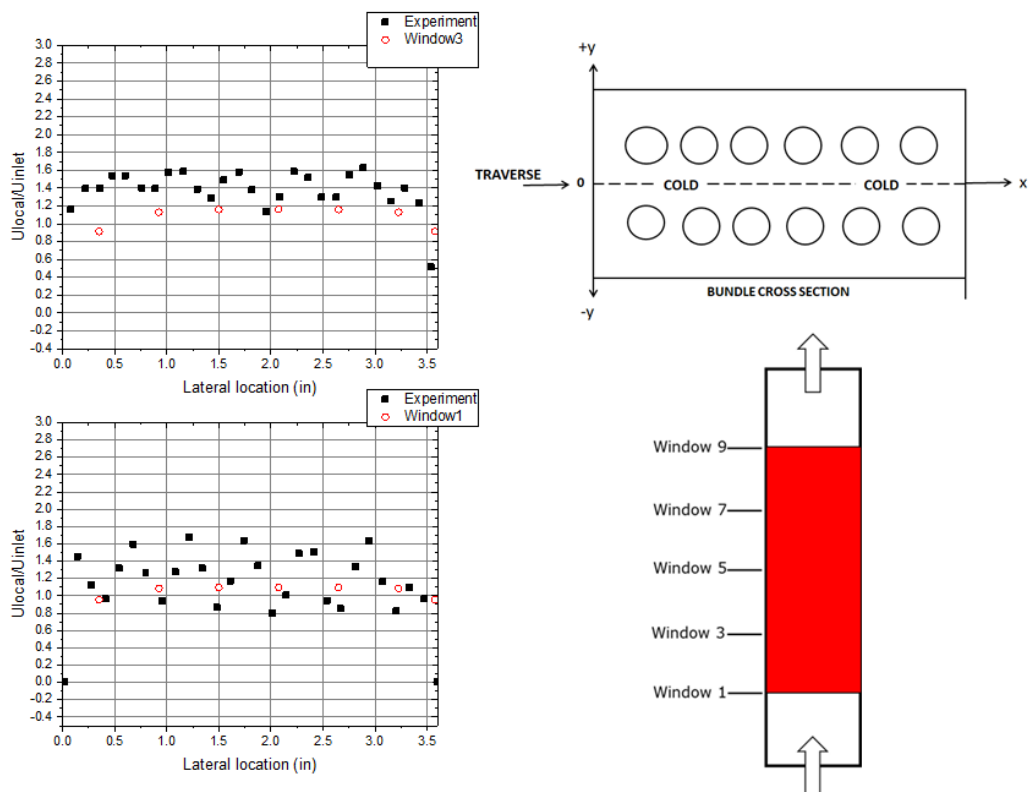 Experiment
Window3
3.0
2.8
2.6
2.4
2.2
2.0
1.8
1.6
1.4
1.2
1.0
0.8
0.6
0.4
0.2
0.0
-0.2
-0.4
Ulocal/Uinlet
0.0 0.5 1.0 1.5 2.0 2.5 3.0 3.5
Lateral location (in)
+y
TRAVERSE
0
COLD COLD
x
BUNDLE CROSS SECTION
-y
Experiment
Window1
3.0
2.8
2.6
2.4
2.2
2.0
1.8
1.6
1.4
1.2
1.0
0.8
0.6
0.4
0.2
0.0
-0.2
-0.4
Ulocal/Uinlet
0.0 0.5 1.0 1.5 2.0 2.5 3.0 3.5
Lateral location (in)
Window 9
Window 7
Window 5
Window 3
Window 1